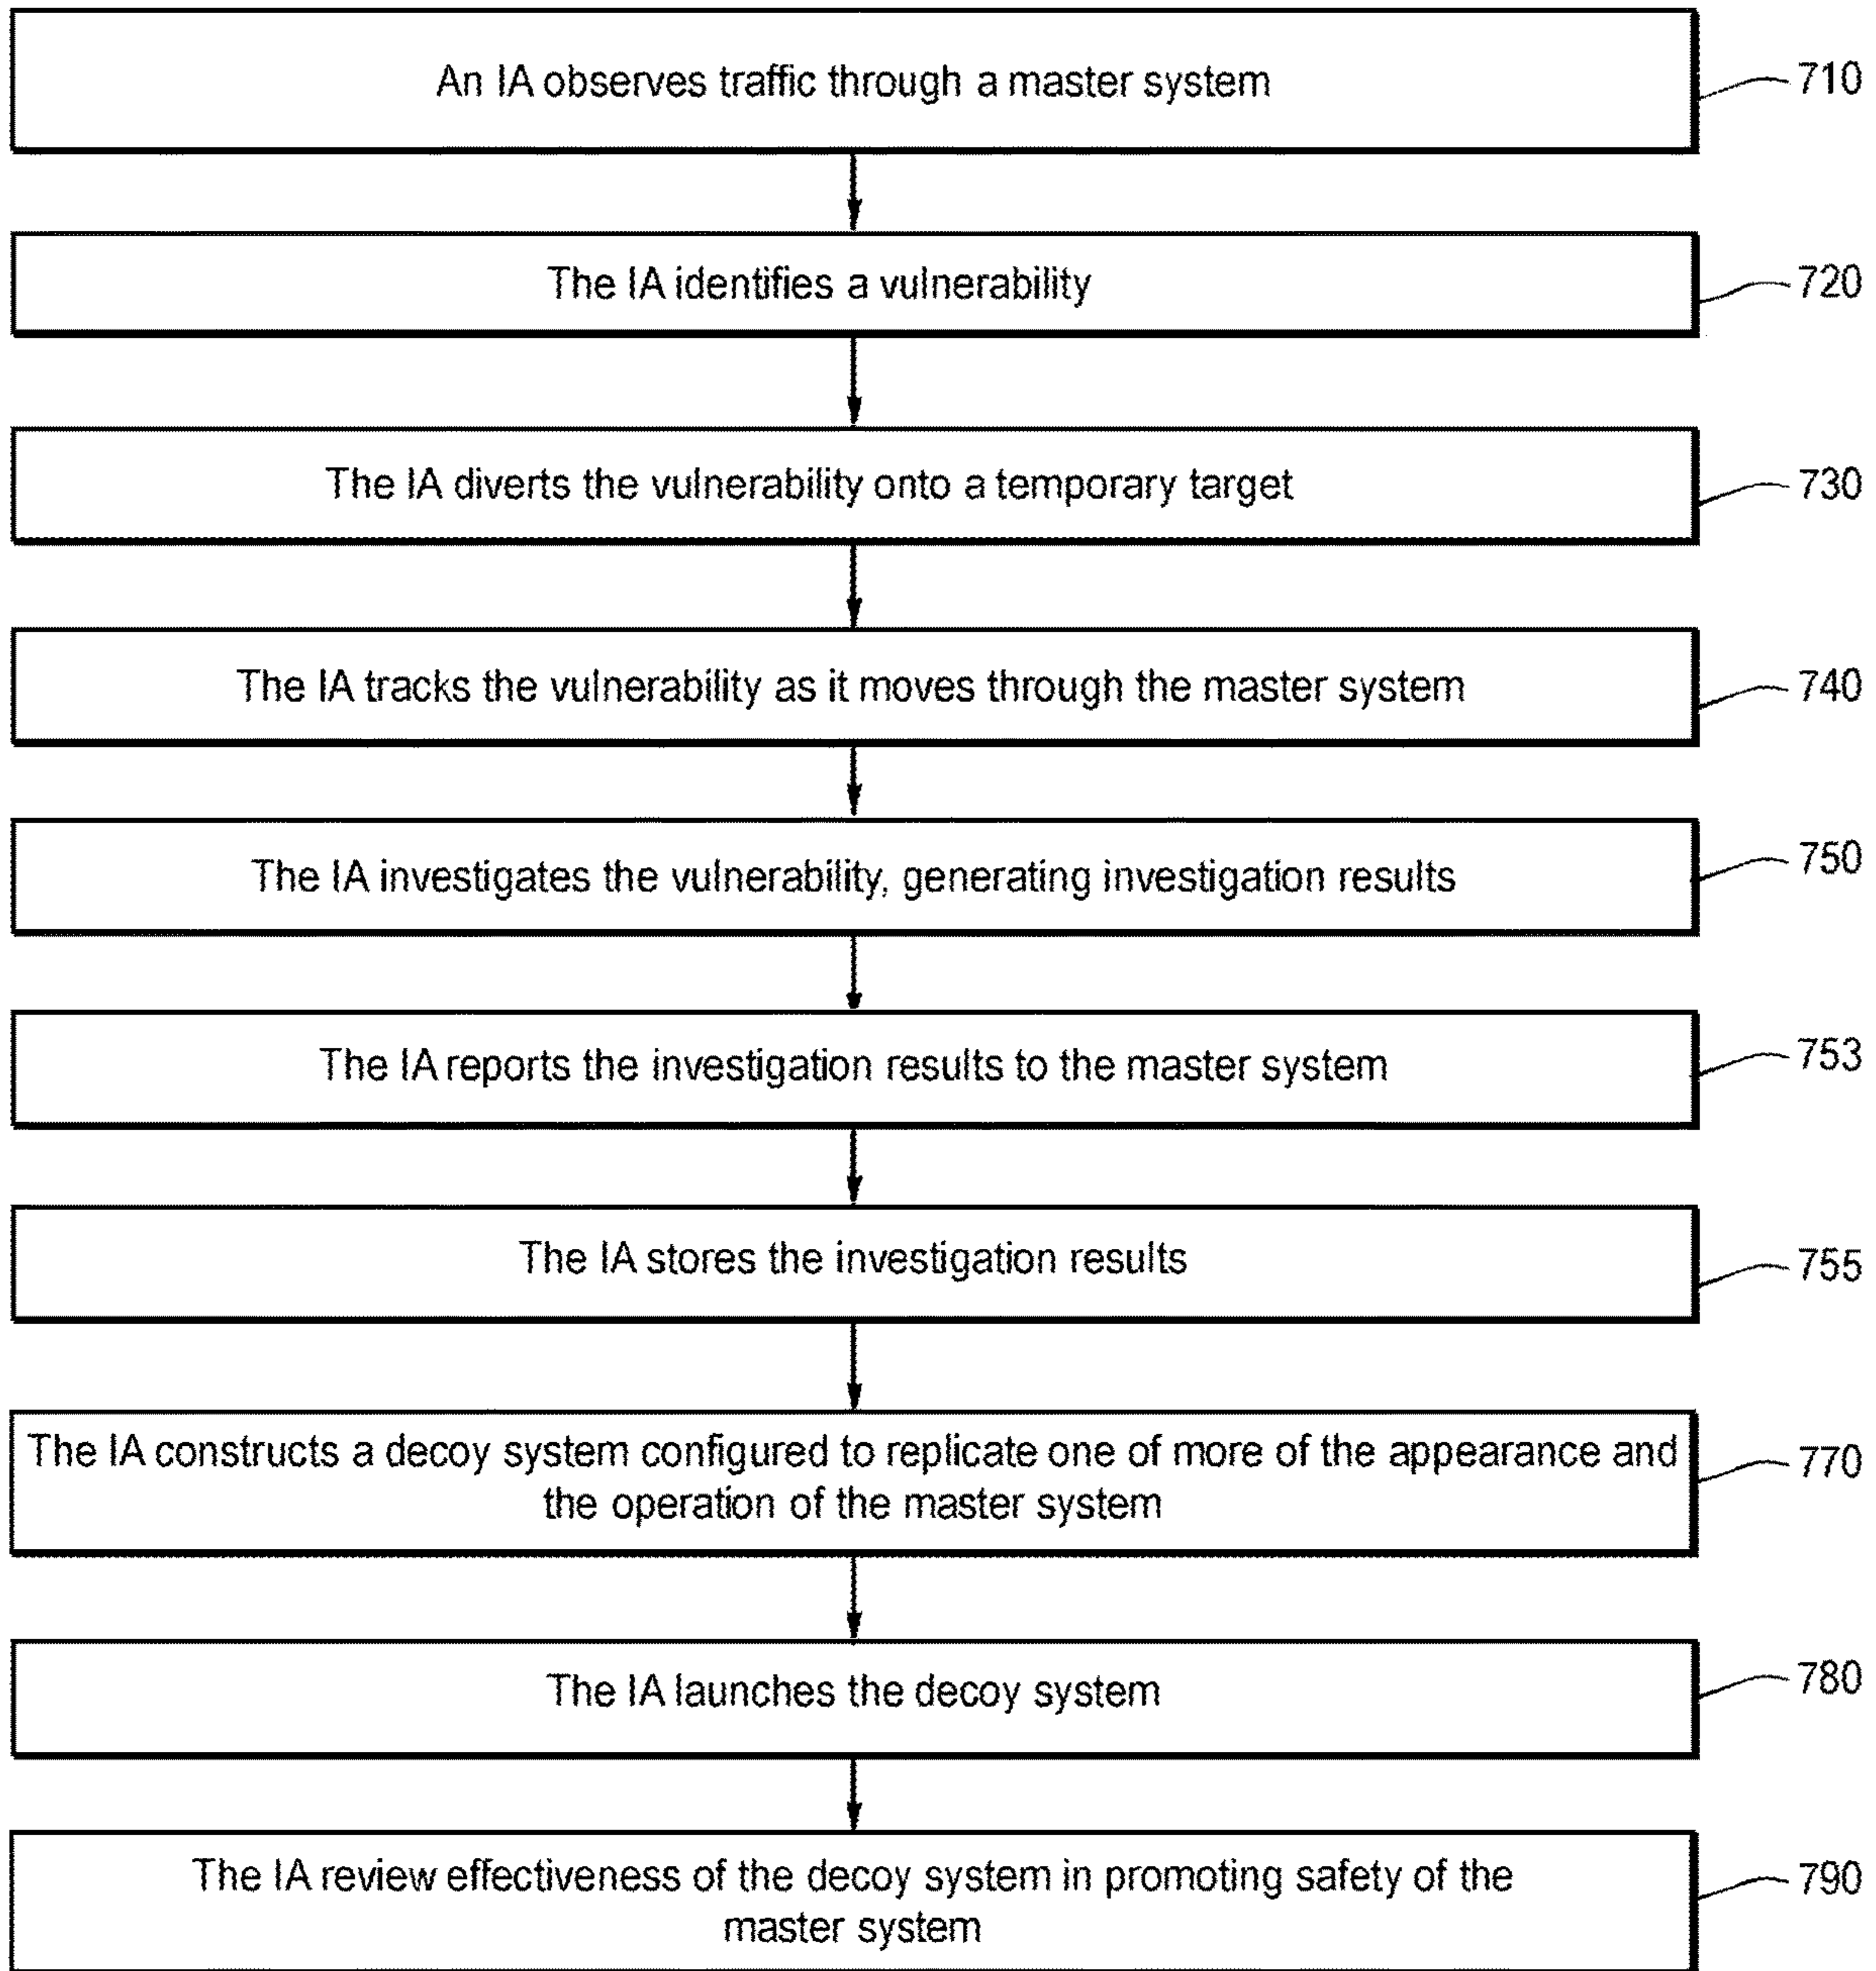 An IA observes traffic through a master system
710
The IA identifies a vulnerability
720
The IA diverts the vulnerability onto a temporary target
730
The IA tracks the vulnerability as it moves through the master system
740
The IA investigates the vulnerability, generating investigation results
750
The IA reports the investigation results to the master system
753
The IA stores the investigation results
755
The IA constructs a decoy system configured to replicate one of more of the appearance and
the operation of the master system
770
The IA launches the decoy system
780
The IA review effectiveness of the decoy system in promoting safety of the
master system
790